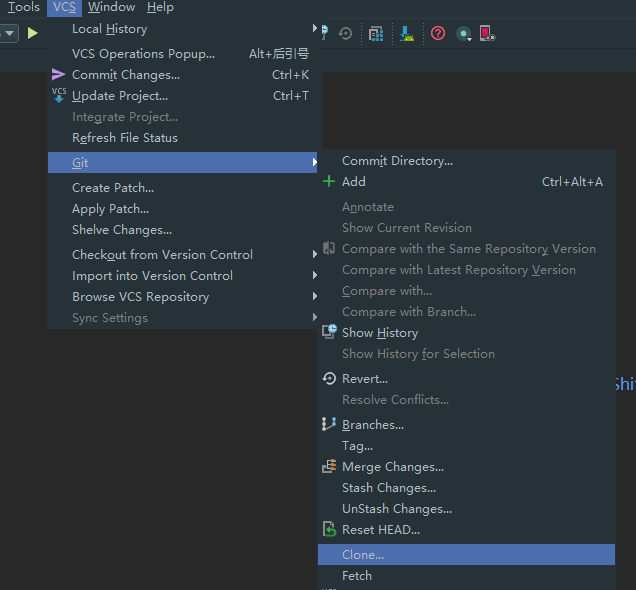 Tools VCS Window Help
Local History
VCS Operations Popup... Alt+后引号
Commit Changes... Ctrl+K
VCS Update Project... Ctrl+T
Integrate Project...
Refresh File Status
Git
Create Patch...
Apply Patch...
Shelve Changes...
Checkout from Version Control
Import into Version Control
Browse VCS Repository
Sync Settings
Commit Directory...
Add Ctrl+Alt+A
Annotate
Show Current Revision
Compare with the Same Repository Version
Compare with Latest Repository Version
Compare with...
Compare with Branch...
Show History
Show History for Selection
Revert...
Resolve Conflicts...
Branches...
Tag...
Merge Changes...
Stash Changes...
UnStash Changes...
Reset HEAD...
Clone...
Fetch